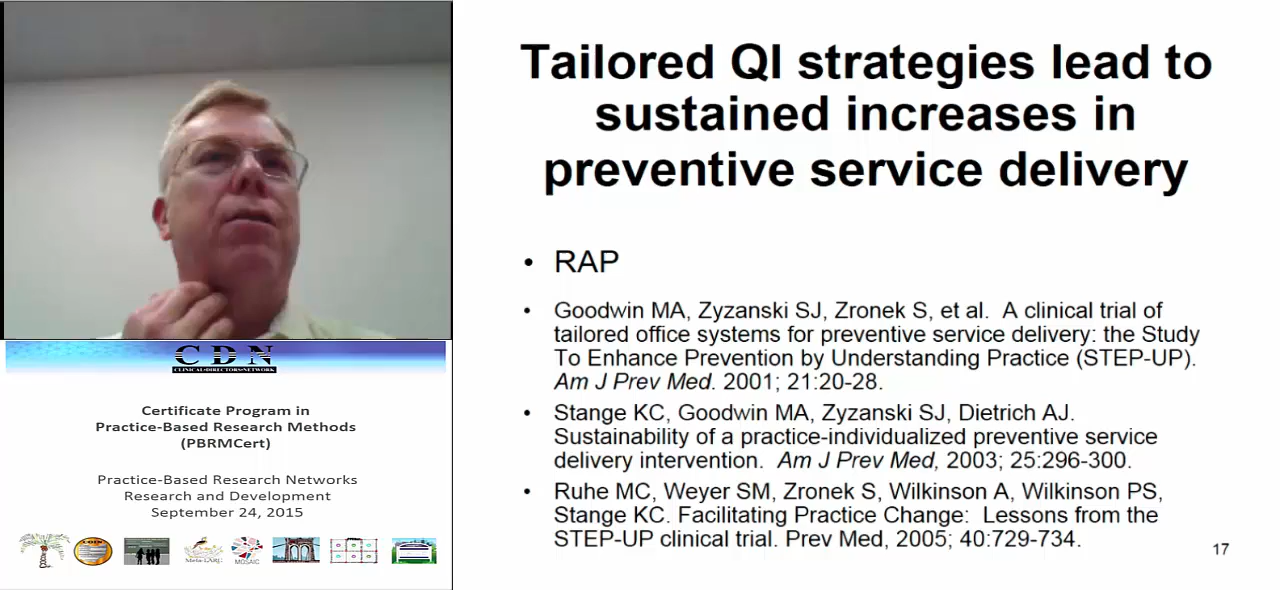 Tailored QI strategies lead to
sustained increases in
preventive service delivery
• RAP
• Goodwin MA, Zyzanski SJ, Zronek S, et al. A clinical trial of
tailored office systems for preventive service delivery: the Study
To Enhance Prevention by Understanding Practice (STEP-UP).
Am J Prev Med. 2001; 21:20-28.
• Stange KC, Goodwin MA, Zyzanski SJ, Dietrich AJ.
Sustainability of a practice-individualized preventive service
delivery intervention. Am J Prev Med, 2003; 25:296-300.
• Ruhe MC, Weyer SM, Zronek S, Wilkinson A, Wilkinson PS,
Stange KC. Facilitating Practice Change: Lessons from the
STEP-UP clinical trial. Prev Med, 2005; 40:729-734.
17
CDN
CLINICAL DIRECTORS NETWORK
Certificate Program in
Practice-Based Research Methods
(PBRMCert)
Practice-Based Research Networks
Research and Development
September 24, 2015
MOSAIC